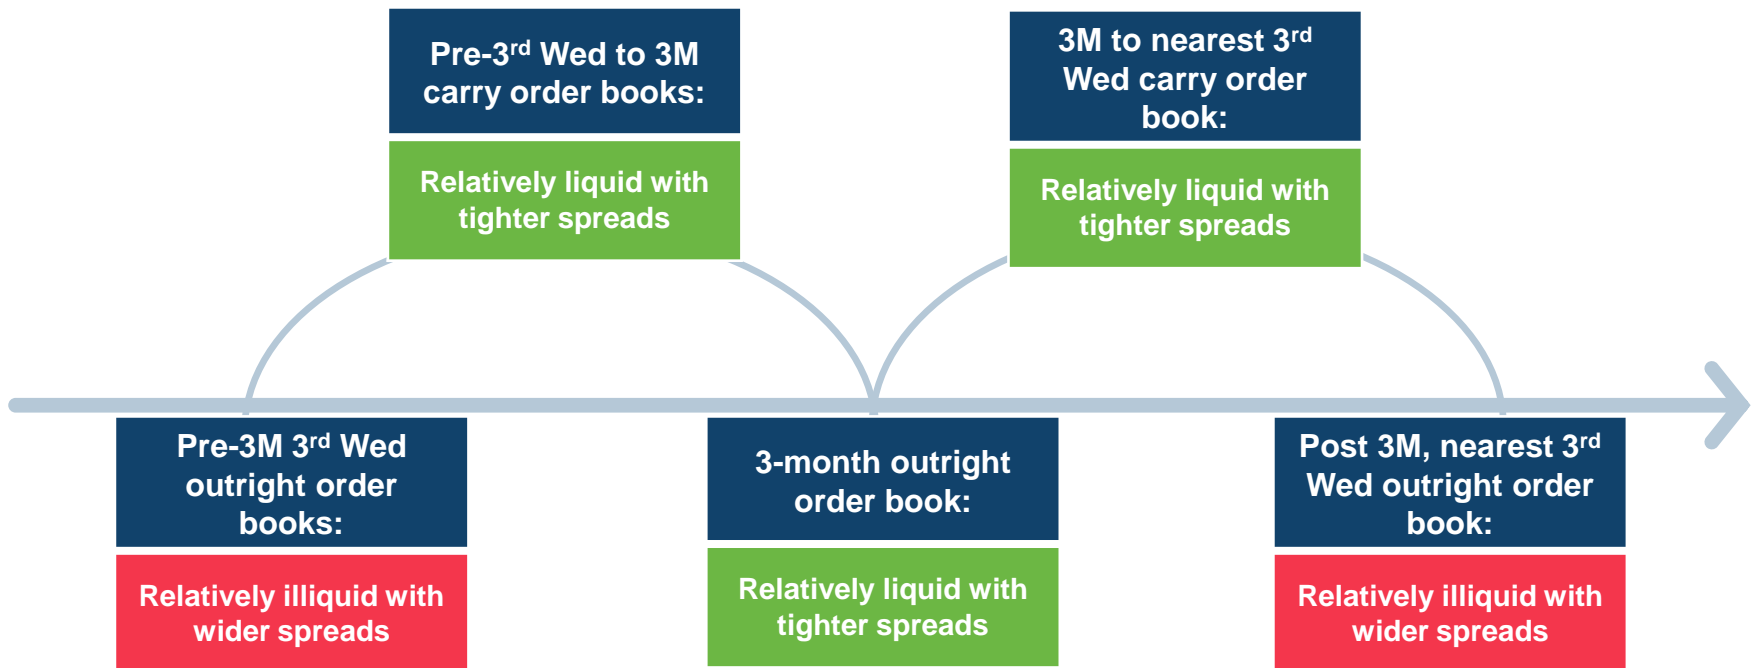 Pre-3rd Wed to 3M
carry order books:
Relatively liquid with
tighter spreads
3M to nearest 3rd
Wed carry order
book:
Relatively liquid with
tighter spreads
Pre-3M 3rd Wed
outright order
books:
Relatively illiquid with
wider spreads
3-month outright
order book:
Relatively liquid with
tighter spreads
Post 3M, nearest 3rd
Wed outright order
book:
Relatively illiquid with
wider spreads